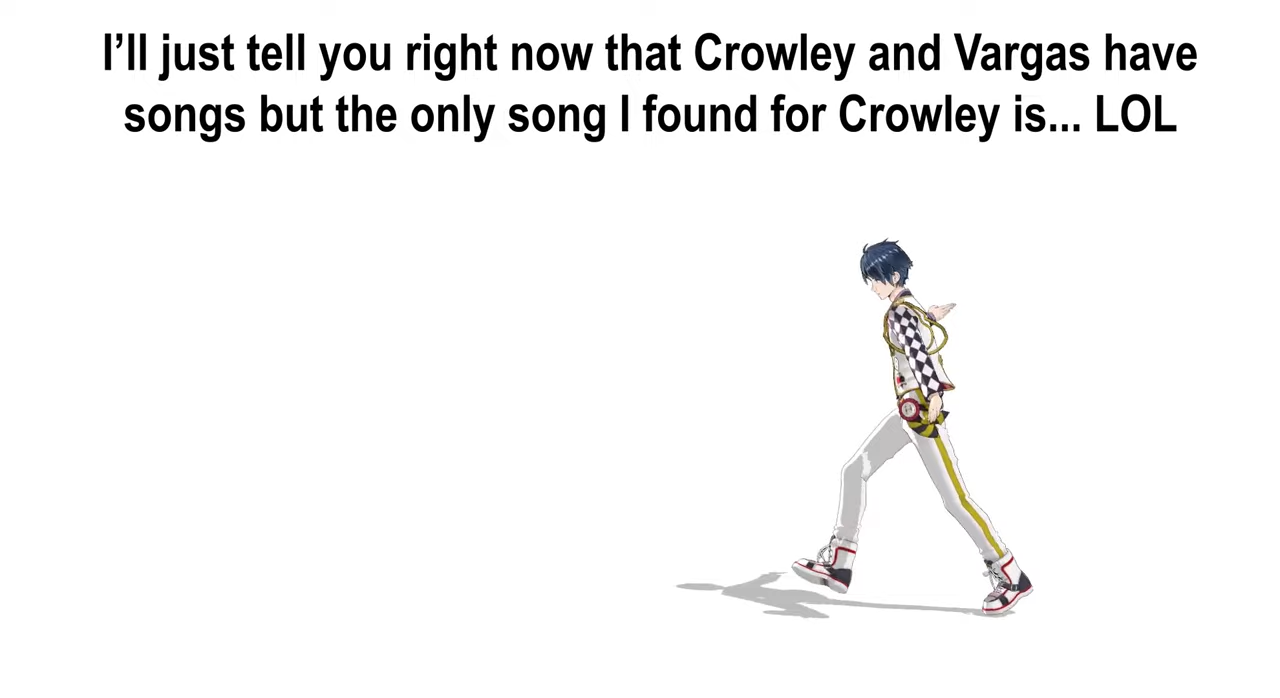 I’ll just tell you right now that Crowley and Vargas have
songs but the only song I found for Crowley is... LOL